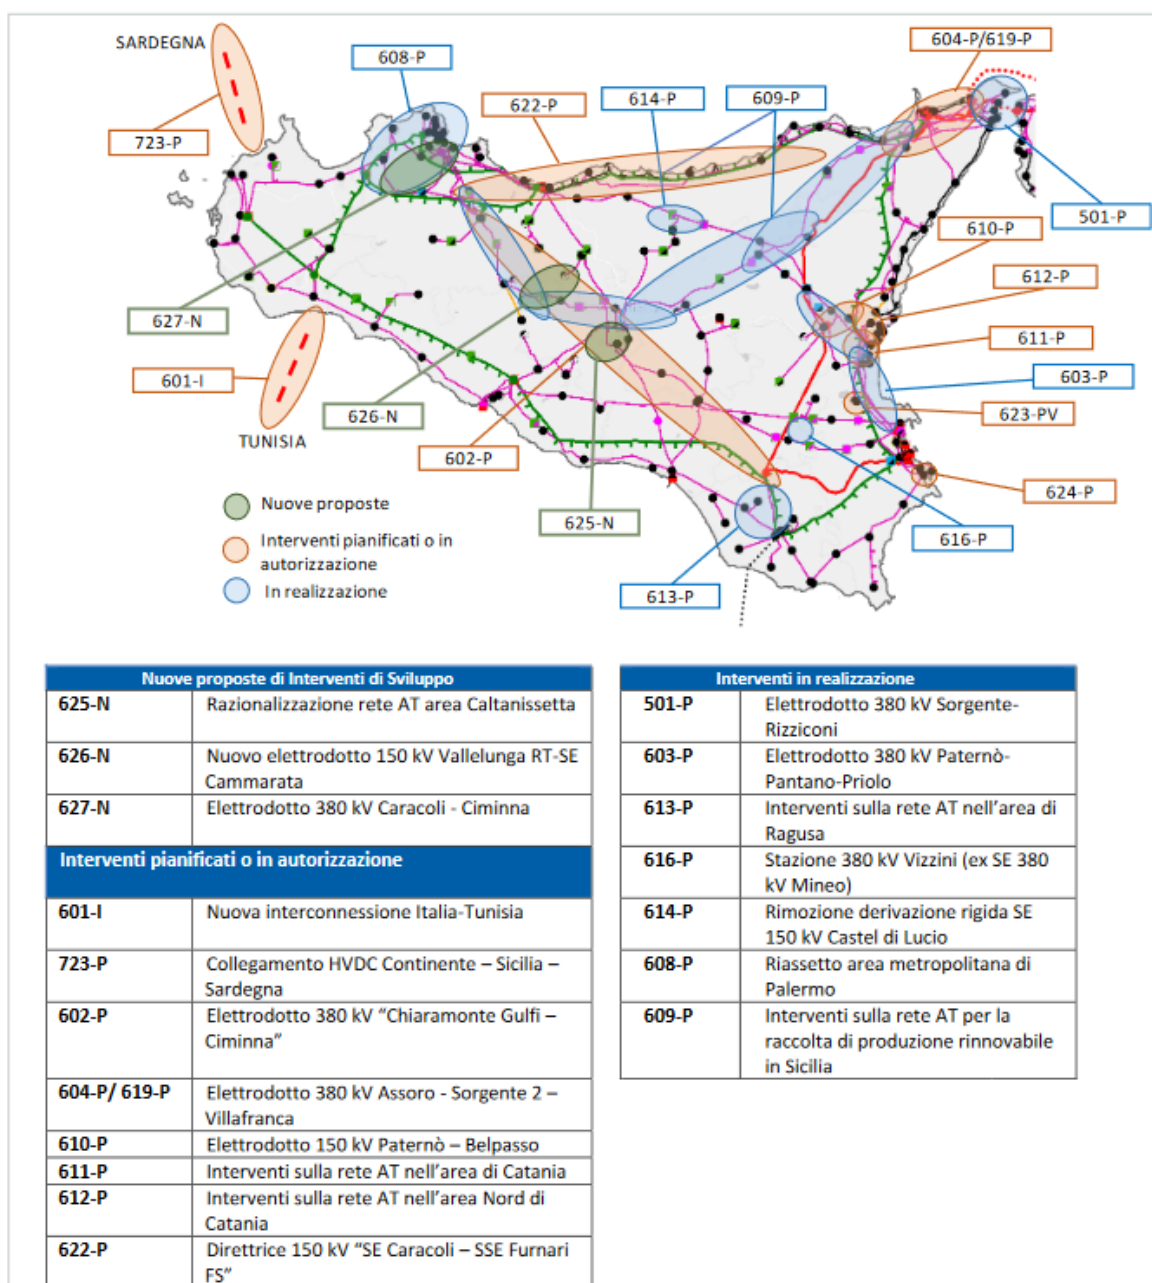 SARDEGNA
608-P
604-P/619-P
622-P
614-P
609-P
723-P
501-P
610-P
612-P
627-N
611-P
601-I
603-P
626-N
623-PV
TUNISIA
602-P
624-P
Nuove proposte
625-N
616-P
Interventi pianificati o in
autorizzazione
In realizzazione
613-P
Nuove proposte di Interventi di Sviluppo
625-N Razionalizzazione rete AT area Caltanissetta
626-N Nuovo elettrodotto 150 kV Vallelunga RT-SE
Cammarata
627-N Elettrodotto 380 kV Caracoli - Ciminna
Interventi pianificati o in autorizzazione
601-I Nuova interconnessione Italia-Tunisia
723-P Collegamento HVDC Continente – Sicilia –
Sardegna
602-P Elettrodotto 380 kV “Chiaramonte Gulfi –
Ciminna”
604-P/ 619-P Elettrodotto 380 kV Assoro - Sorgente 2 –
Villafranca
610-P Elettrodotto 150 kV Paternò – Belpasso
611-P Interventi sulla rete AT nell’area di Catania
612-P Interventi sulla rete AT nell’area Nord di
Catania
622-P Direttrice 150 kV “SE Caracoli – SSE Furnari
FS”
Interventi in realizzazione
501-P Elettrodotto 380 kV Sorgente-
Rizziconi
603-P Elettrodotto 380 kV Paternò-
Pantano-Priolo
613-P Interventi sulla rete AT nell’area di
Ragusa
616-P Stazione 380 kV Vizzini (ex SE 380
kV Mineo)
614-P Rimozione derivazione rigida SE
150 kV Castel di Lucio
608-P Riassetto area metropolitana di
Palermo
609-P Interventi sulla rete AT per la
raccolta di produzione rinnovabile
in Sicilia